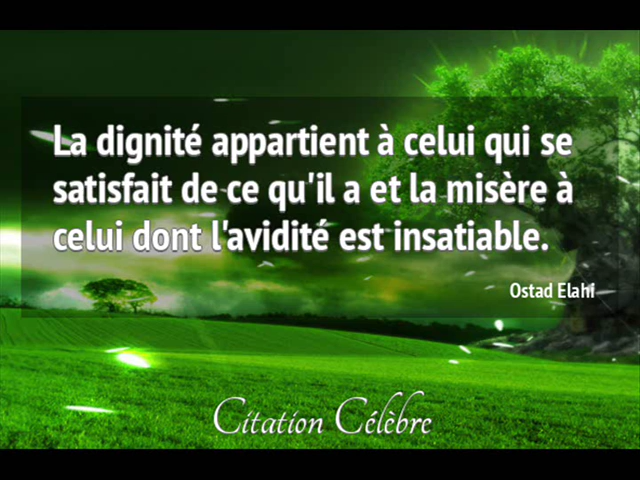 La dignité appartient à celui qui se
satisfait de ce qu'il a et la misère à
celui dont l'avidité est insatiable.
Ostad Elahi
Citation Célèbre